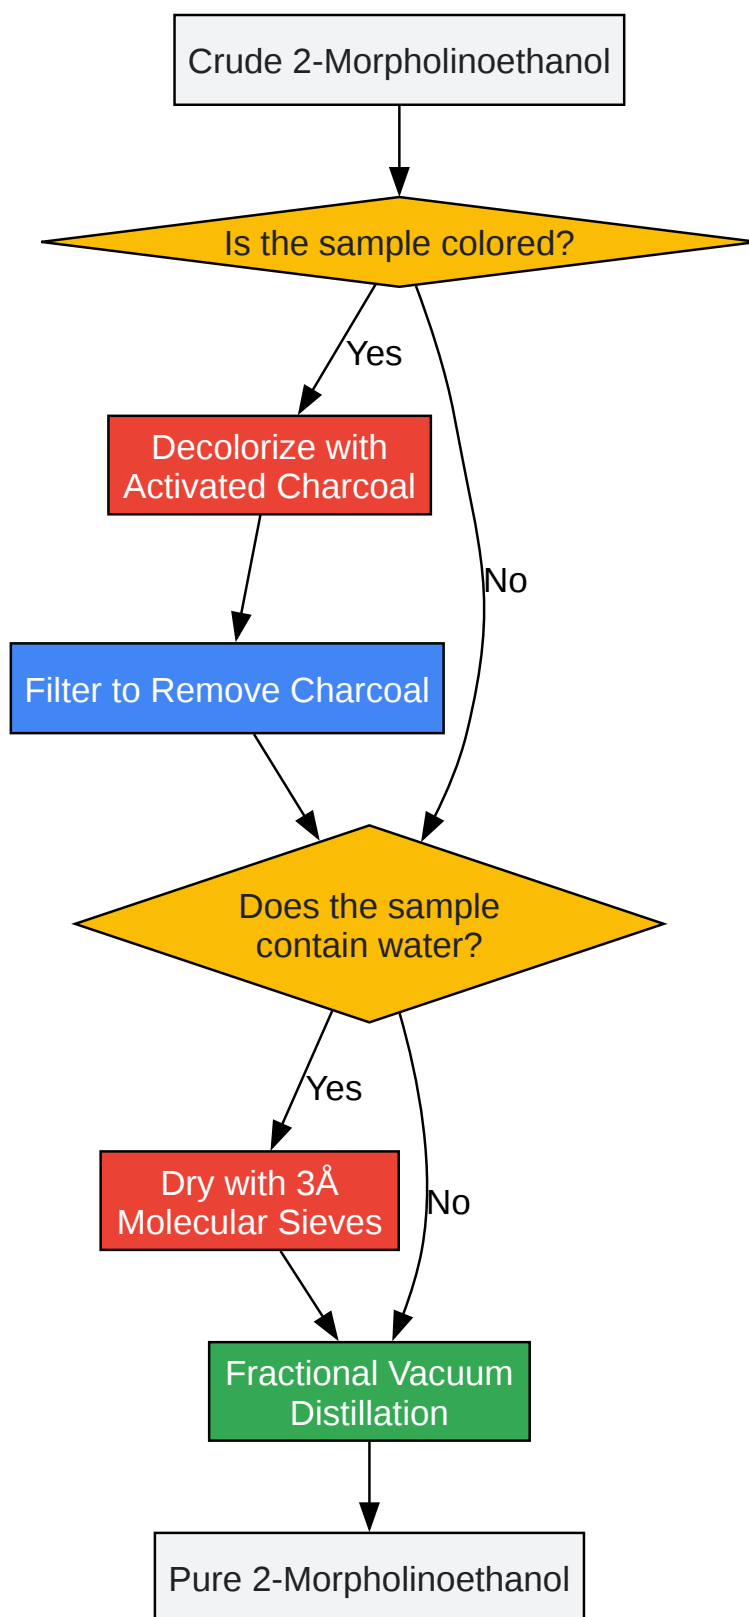 Crude 2-Morpholinoethanol
Is the sample colored?
Yes
Decolorize with
Activated Charcoal
No
Filter to Remove Charcoal
Does the sample
contain water?
Yes
Dry with 3Å
Molecular Sieves
No
Fractional Vacuum
Distillation
Pure 2-Morpholinoethanol